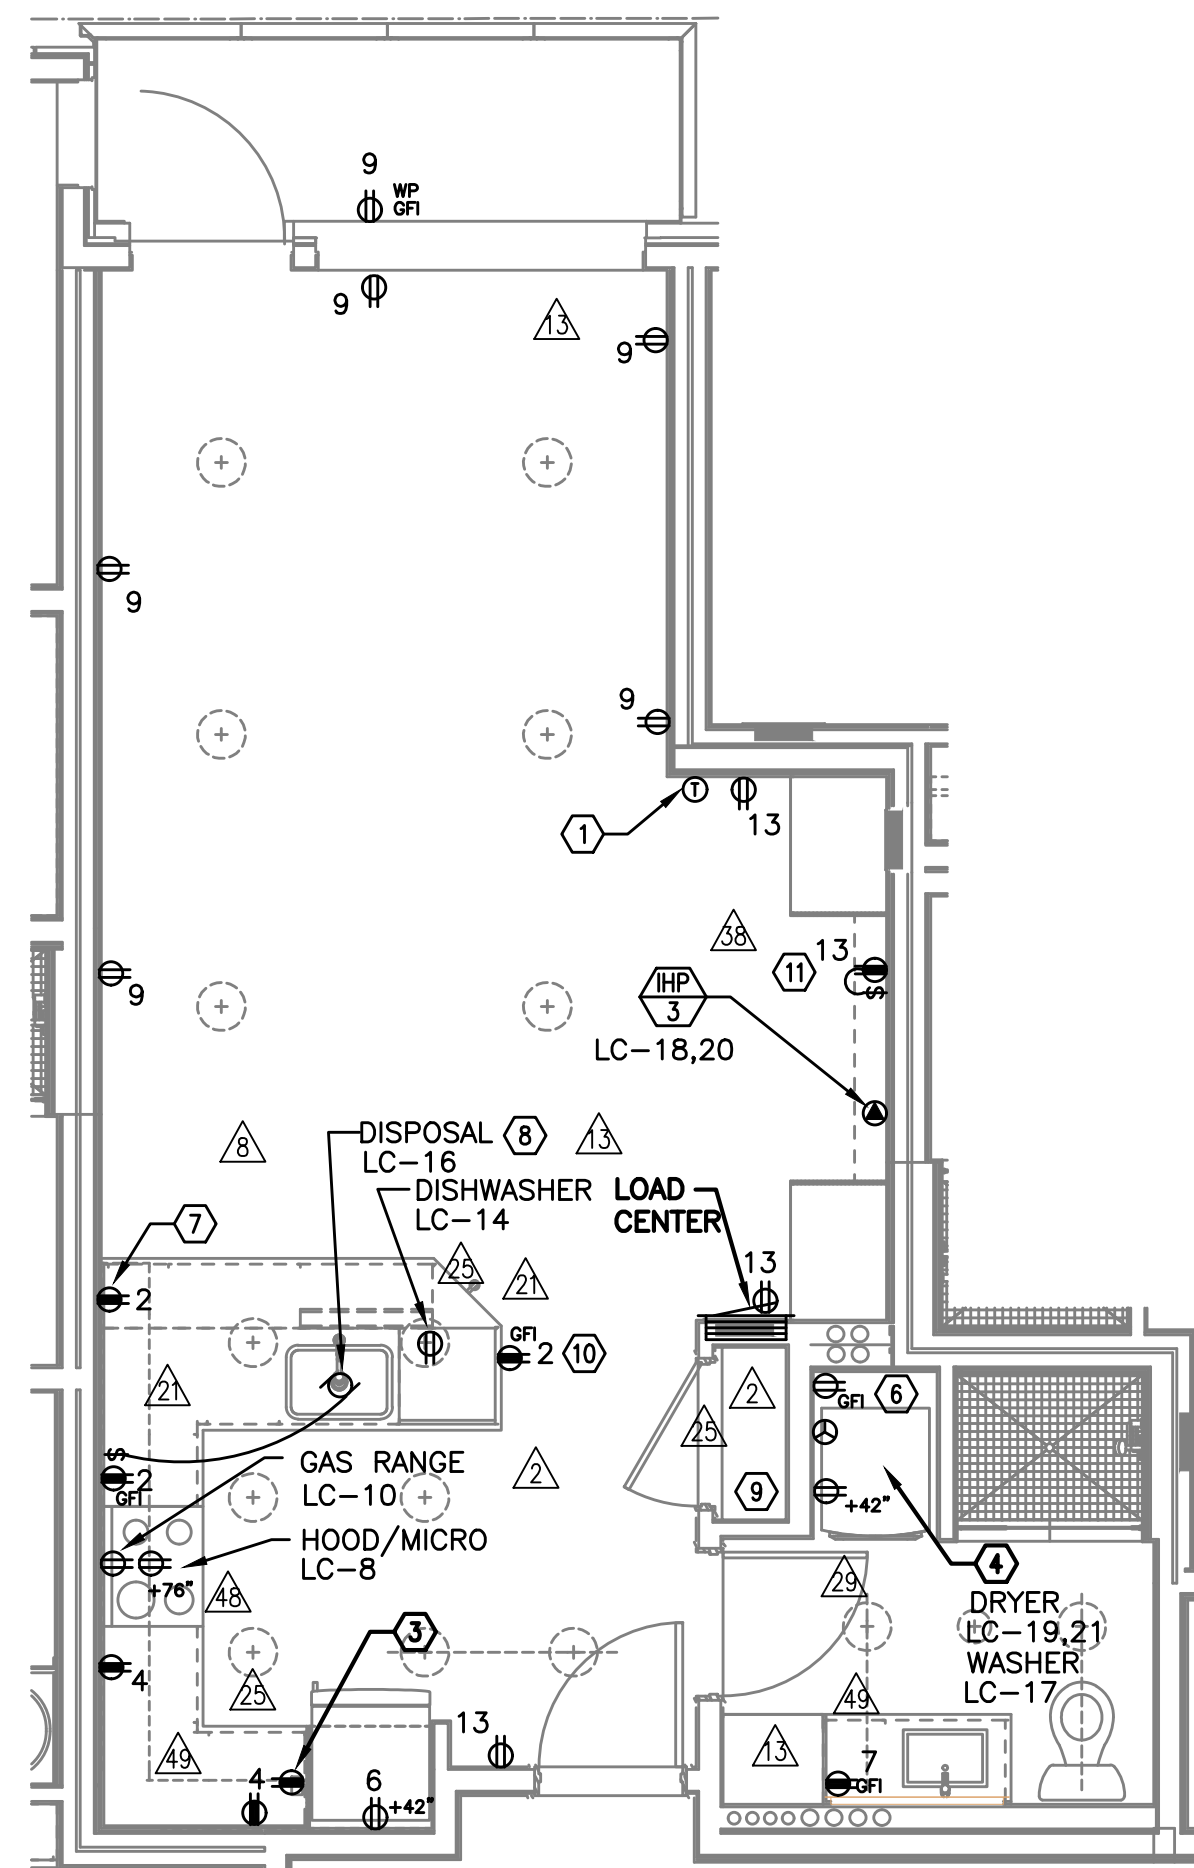 9
WP
GFI
9
13
9
9
9
1
T
13
38
13
11
S
9
IHP
3
LC-18,20
8
DISPOSAL 8
LC-16
13
DISHWASHER
LC-14
LOAD
CENTER
7
13
25
21
2
GFI
2 10
21
2
GFI
6
25
S
2
GFI
GAS RANGE
LC-10
2
9
+42"
HOOD/MICRO
LC-8
+76"
48
29
4
DRYER
LC-19,21
WASHER
LC-17
3
4
25
49
13
49
13
7
GFI
4
6
+42"